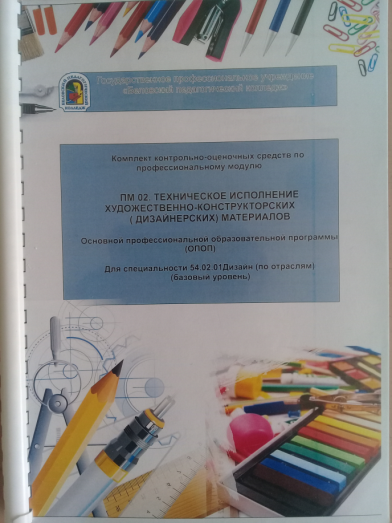 Государственное профессиональное учреждение
«Беловский педагогический колледж»
Комплект контрольно-оценочных средств по
профессиональному модулю
ПМ 02. ТЕХНИЧЕСКОЕ ИСПОЛНЕНИЕ
ХУДОЖЕСТВЕННО-КОНСТРУКТОРСКИХ
( ДИЗАЙНЕРСКИХ) МАТЕРИАЛОВ
Основной профессиональной образовательной программы
(ОПОП)
Для специальности 54.02.01Дизайн (по отраслям)
(базовый уровень)